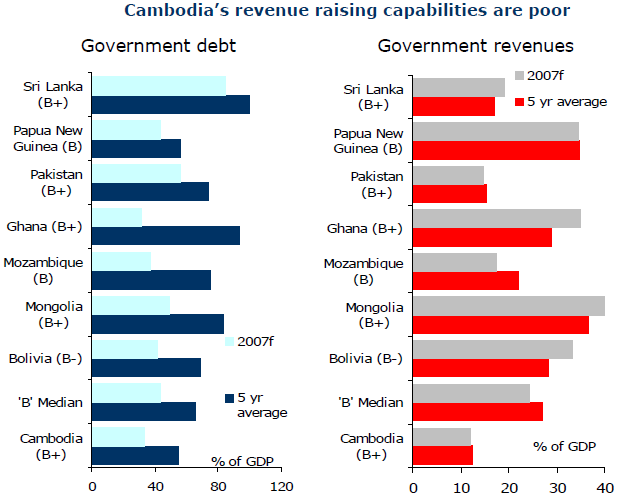 Cambodia’s revenue raising capabilities are poor
Government debt
Sri Lanka
(B+)
Papua New
Guinea (B)
Pakistan
(B+)
Ghana (B+)
Mozambique
(B)
Mongolia
(B+)
Bolivia (B-)
'B' Median
Cambodia
(B+)
2007f
5 yr
average
% of GDP
0
40
80
120
Government revenues
2007f
5 yr average
Sri Lanka
(B+)
Papua New
Guinea (B)
Pakistan
(B+)
Ghana (B+)
Mozambique
(B)
Mongolia
(B+)
Bolivia (B-)
'B' Median
Cambodia
(B+)
% of GDP
0
10
20
30
40